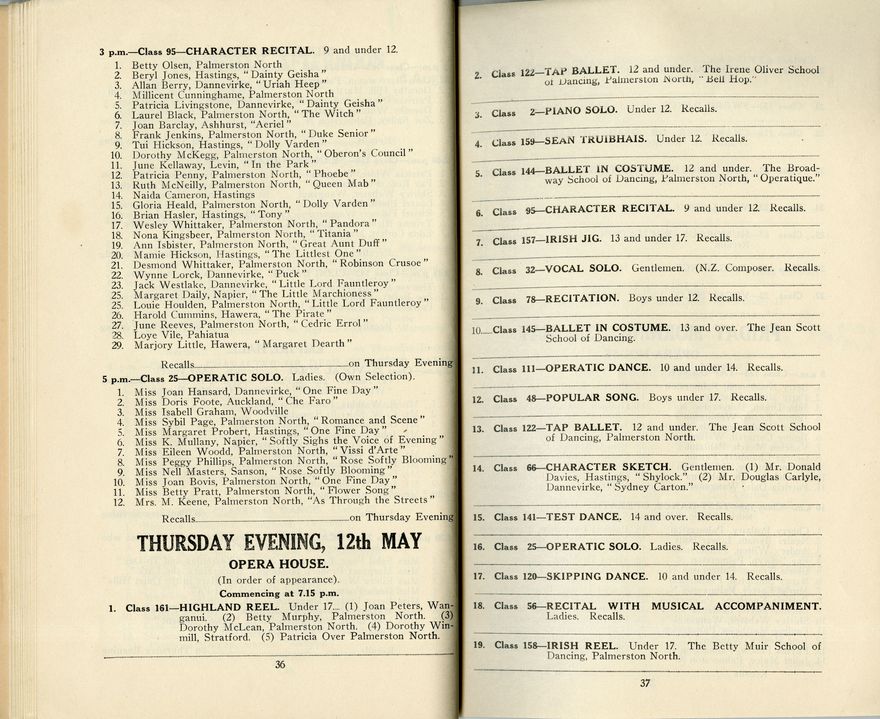 3 p.m.—Class 95—CHARACTER RECITAL. 9 and under 12.
1. Betty Olsen, Palmerston North
2. Beryl Jones, Hastings, "Dainty Geisha"
3. Allan Berry, Dannevirke, "Uriah Heep"
4. Millicent Cunninghame, Palmerston North
5. Patricia Livingstone, Dannevirke, "Dainty Geisha"
6. Laurel Black, Palmerston North, "The Witch"
7. Joan Barclay, Ashhurst, "Aeriel"
8. Frank Jenkins, Palmerston North, "Duke Senior"
9. Tui Hickson, Hastings, "Dolly Varden"
10. Dorothy McKegg, Palmerston North, "Oberon's Council"
11. June Kellaway, Levin, "In the Park"
12. Patricia Penny, Palmerston North, "Phoebe"
13. Ruth McNeilly, Palmerston North, "Queen Mab"
14. Naida Cameron, Hastings
15. Gloria Heald, Palmerston North, "Dolly Varden"
16. Brian Hasler, Hastings, "Tony"
17. Wesley Whittaker, Palmerston North, "Pandora"
18. Nona Kingsbeer, Palmerston North, "Titania"
19. Ann Isbister, Palmerston North, "Great Aunt Duff"
20. Mamie Hickson, Hastings, "The Littlest One"
21. Desmond Whittaker, Palmerston North, "Robinson Crusoe"
22. Wynne Lorck, Dannevirke, "Puck"
23. Jack Westlake, Dannevirke, "Little Lord Fauntleroy"
25. Margaret Daily, Napier, "The Little Marchioness"
25. Louie Houlden, Palmerston North, "Little Lord Fauntleroy"
26. Harold Cummins, Hawera, "The Pirate"
27. June Reeves, Palmerston North, "Cedric Errol"
28. Loye Vile, Pahiatua
29. Marjory Little, Hawera, "Margaret Dearth"
Recalls ........ on Thursday Evening
5 p.m.—Class 25—OPERATIC SOLO. Ladies. (Own Selection).
1. Miss Joan Hansard, Dannevirke, "One Fine Day"
2. Miss Doris Foote, Auckland, "Che Faro"
3. Miss Isabell Graham, Woodville
4. Miss Sybil Page, Palmerston North, "Romance and Scene"
5. Miss Margaret Probert, Hastings, "One Fine Day"
6. Miss K. Mullany, Napier, "Softly Sighs the Voice of Evening"
7. Miss Eileen Woodd, Palmerston North, "Vissi d'Arte"
8. Miss Peggy Phillips, Palmerston North, "Rose Softly Blooming"
9. Miss Nell Masters, Sanson, "Rose Softly Blooming"
10. Miss Joan Bovis, Palmerston North, "One Fine Day"
11. Miss Betty Pratt, Palmerston North, "Flower Song"
12. Mrs. M. Keene, Palmerston North, "As Through the Streets"
Recalls ........ on Thursday Evening
THURSDAY EVENING, 12th MAY
OPERA HOUSE.
(In order of appearance).
Commencing at 7.15 p.m.
1. Class 161—HIGHLAND REEL. Under 17... (1) Joan Peters, Wan-
ganui. (2) Betty Murphy, Palmerston North. (3)
Dorothy McLean, Palmerston North. (4) Dorothy Win-
mill, Stratford. (5) Patricia Over Palmerston North.
36
2. Class 122—TAP BALLET. 12 and under. The Irene Oliver School
of Dancing, Palmerston North, "Bell Hop."
3. Class 2—PIANO SOLO. Under 12. Recalls.
4. Class 159—SEAN TRUIBHAIS. Under 12. Recalls.
5. Class 144—BALLET IN COSTUME. 12 and under. The Broad-
way School of Dancing, Palmerston North, "Operatique."
6. Class 95—CHARACTER RECITAL. 9 and under 12. Recalls.
7. Class 157—IRISH JIG. 13 and under 17. Recalls.
8. Class 32—VOCAL SOLO. Gentlemen. (N.Z. Composer. Recalls.
9. Class 78—RECITATION. Boys under 12. Recalls.
10. Class 145—BALLET IN COSTUME. 13 and over. The Jean Scott
School of Dancing.
11. Class 111—OPERATIC DANCE. 10 and under 14. Recalls.
12. Class 48—POPULAR SONG. Boys under 17. Recalls.
13. Class 122—TAP BALLET. 12 and under. The Jean Scott School
of Dancing, Palmerston North.
14. Class 66—CHARACTER SKETCH. Gentlemen. (1) Mr. Donald
Davies, Hastings, "Shylock." (2) Mr. Douglas Carlyle,
Dannevirke, "Sydney Carton."
15. Class 141—TEST DANCE. 14 and over. Recalls.
16. Class 25—OPERATIC SOLO. Ladies. Recalls.
17. Class 120—SKIPPING DANCE. 10 and under 14. Recalls.
18. Class 56—RECITAL WITH MUSICAL ACCOMPANIMENT.
Ladies. Recalls.
19. Class 158—IRISH REEL. Under 17. The Betty Muir School of
Dancing, Palmerston North.
37